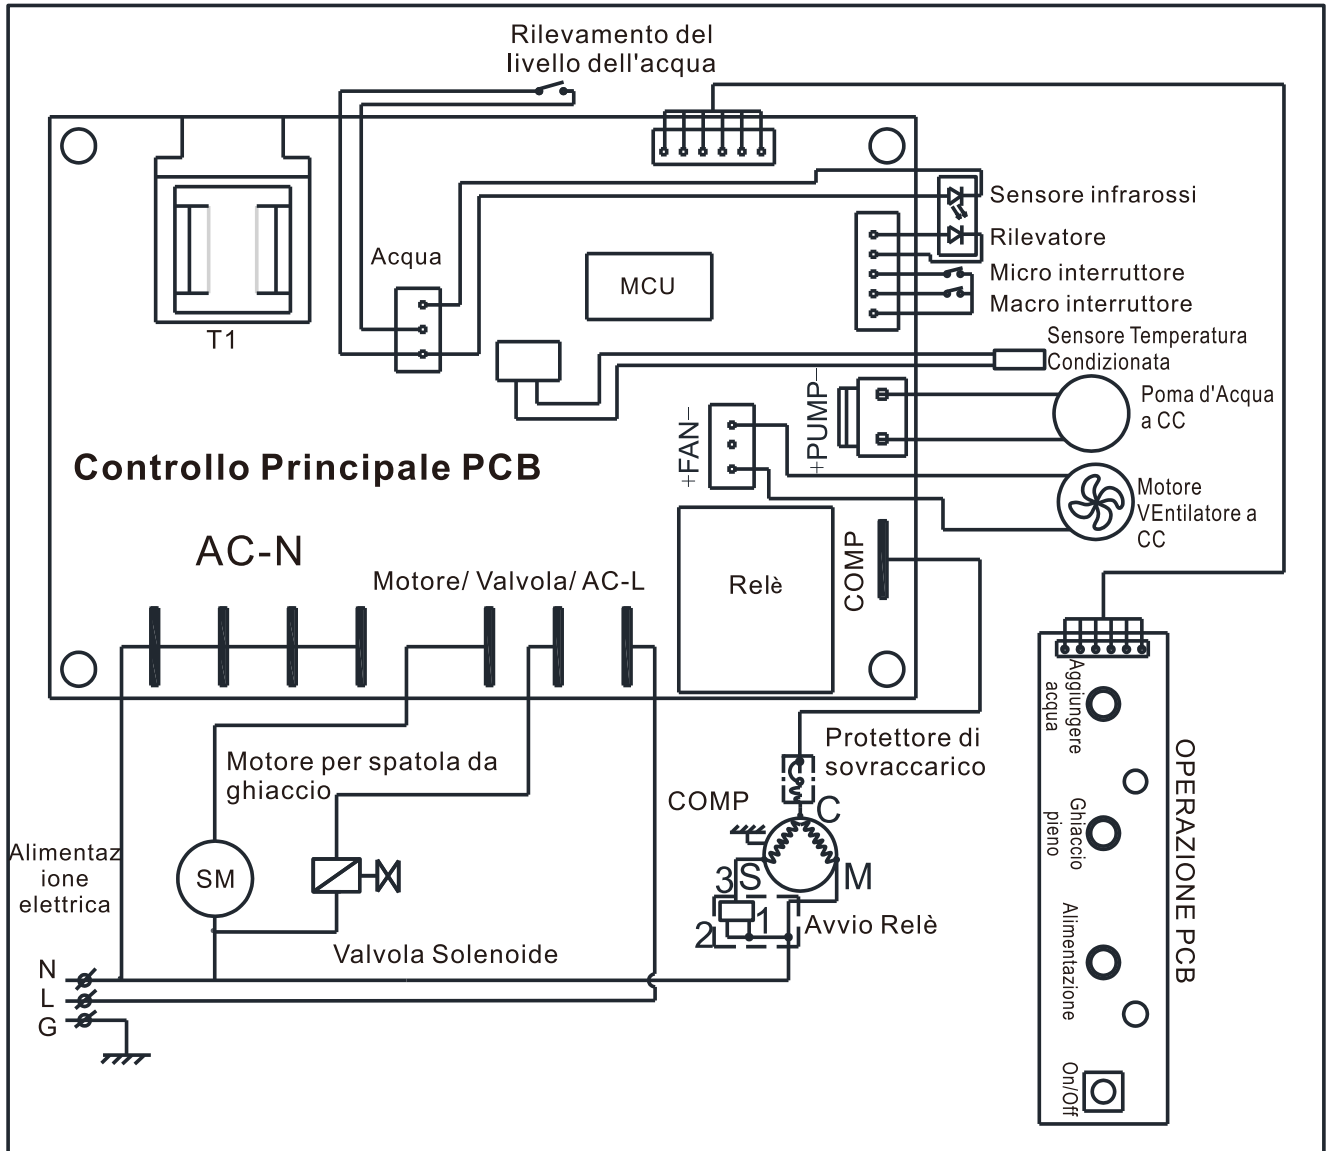 Rilevamento del
livello dell'acqua
Sensore infrarossi
Rilevatore
Micro interruttore
Macro interruttore
Sensore Temperatura
Condizionata
Acqua
MCU
T1
Poma d'Acqua
a CC
+PUMP-
+FAN-
Motore
VEntilatore a
CC
Controllo Principale PCB
AC-N
Motore/ Valvola/ AC-L
Relè
COMP
Protettore di
sovraccarico
Motore per spatola da
ghiaccio
COMP
C
Alimentaz
ione
elettrica
SM
3
S
M
2
1
Avvio Relè
Valvola Solenoide
N
L
G
Aggiungere
acqua
Ghiaccio
pieno
Alimentazione
On/Off
OPERAZIONE PCB